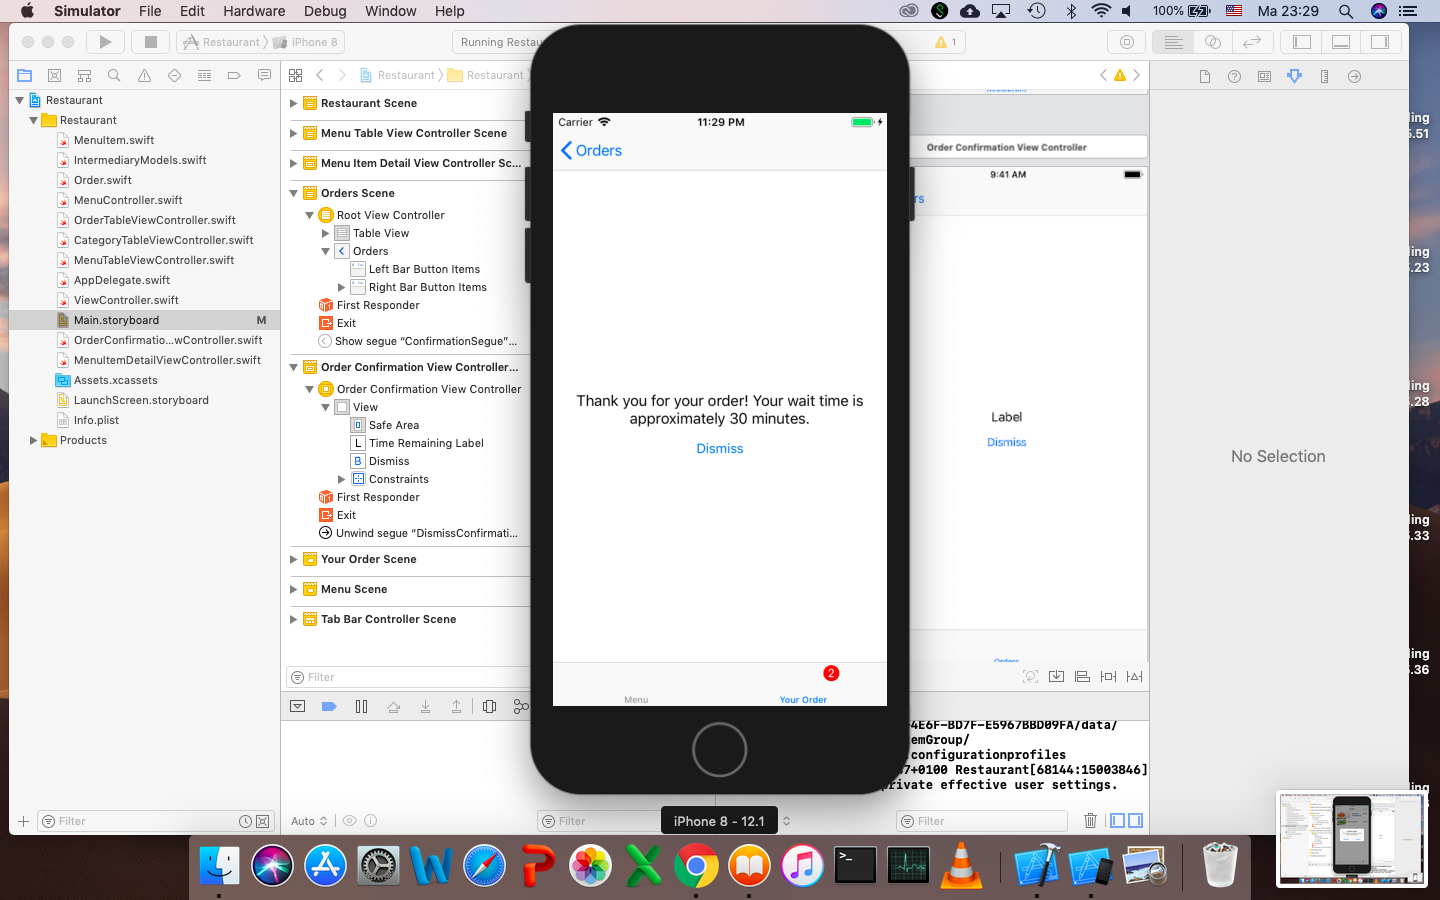 Simulator File Edit Hardware Debug Window Help 100% Ma 23:29
Restaurant iPhone 8 Running Restau 1
Restaurant Restaurant
Restaurant
Restaurant
MenuItem.swift
IntermediaryModels.swift
Order.swift
MenuController.swift
OrderTableViewController.swift
CategoryTableViewController.swift
MenuTableViewController.swift
AppDelegate.swift
ViewController.swift
Main.storyboard M
OrderConfirmatio...wController.swift
MenuItemDetailViewController.swift
Assets.xcassets
LaunchScreen.storyboard
Info.plist
Products
Filter
Restaurant Scene
Menu Table View Controller Scene
Menu Item Detail View Controller Sc...
Orders Scene
Root View Controller
Table View
Orders
Left Bar Button Items
Right Bar Button Items
First Responder
Exit
Show segue “ConfirmationSegue”...
Order Confirmation View Controller...
Order Confirmation View Controller
View
Safe Area
L Time Remaining Label
B Dismiss
Constraints
First Responder
Exit
Unwind segue “DismissConfirmati...
Your Order Scene
Menu Scene
Tab Bar Controller Scene
Filter
Carrier 11:29 PM
Orders
Thank you for your order! Your wait time is
approximately 30 minutes.
Dismiss
2
Menu Your Order
iPhone 8 - 12.1
Restaurant
Order Confirmation View Controller
9:41 AM
rs
Label
Dismiss
Orders
No Selection
4E6F-BD7F-E5967BBD09FA/data/
emGroup/
configurationprofiles
7+0100 Restaurant[68144:15003846]
private effective user settings.
Auto Filter Filter
ling
5.51
ling
.23
ling
.28
ling
.33
ling
.36